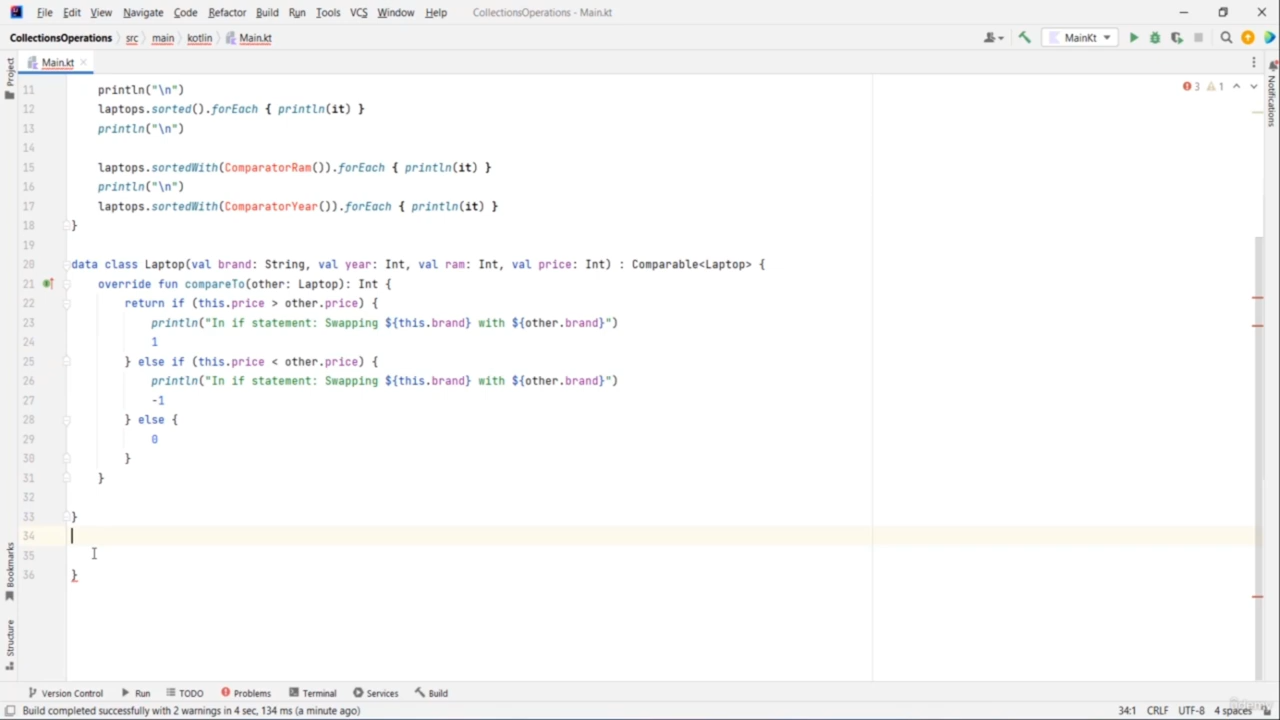 File Edit View Navigate Code Refactor Build Run Tools VCS Window Help CollectionsOperations - Main.kt
CollectionsOperations src main kotlin Main.kt MainKt
Project Main.kt
11 println("\n")
12 laptops.sorted().forEach { println(it) }
13 println("\n")
14
15 laptops.sortedWith(ComparatorRam()).forEach { println(it) }
16 println("\n")
17 laptops.sortedWith(ComparatorYear()).forEach { println(it) }
18 }
19
20 data class Laptop(val brand: String, val year: Int, val ram: Int, val price: Int) : Comparable<Laptop> {
21 override fun compareTo(other: Laptop): Int {
22 return if (this.price > other.price) {
23 println("In if statement: Swapping ${this.brand} with ${other.brand}")
24 1
25 } else if (this.price < other.price) {
26 println("In if statement: Swapping ${this.brand} with ${other.brand}")
27 -1
28 } else {
29 0
30 }
31 }
32
33 }
34
35
36 }
3 1
Notifications
Bookmarks
Structure
Version Control Run TODO Problems Terminal Services Build
Build completed successfully with 2 warnings in 4 sec, 134 ms (a minute ago) 34:1 CRLF UTF-8 4 spaces
udemy